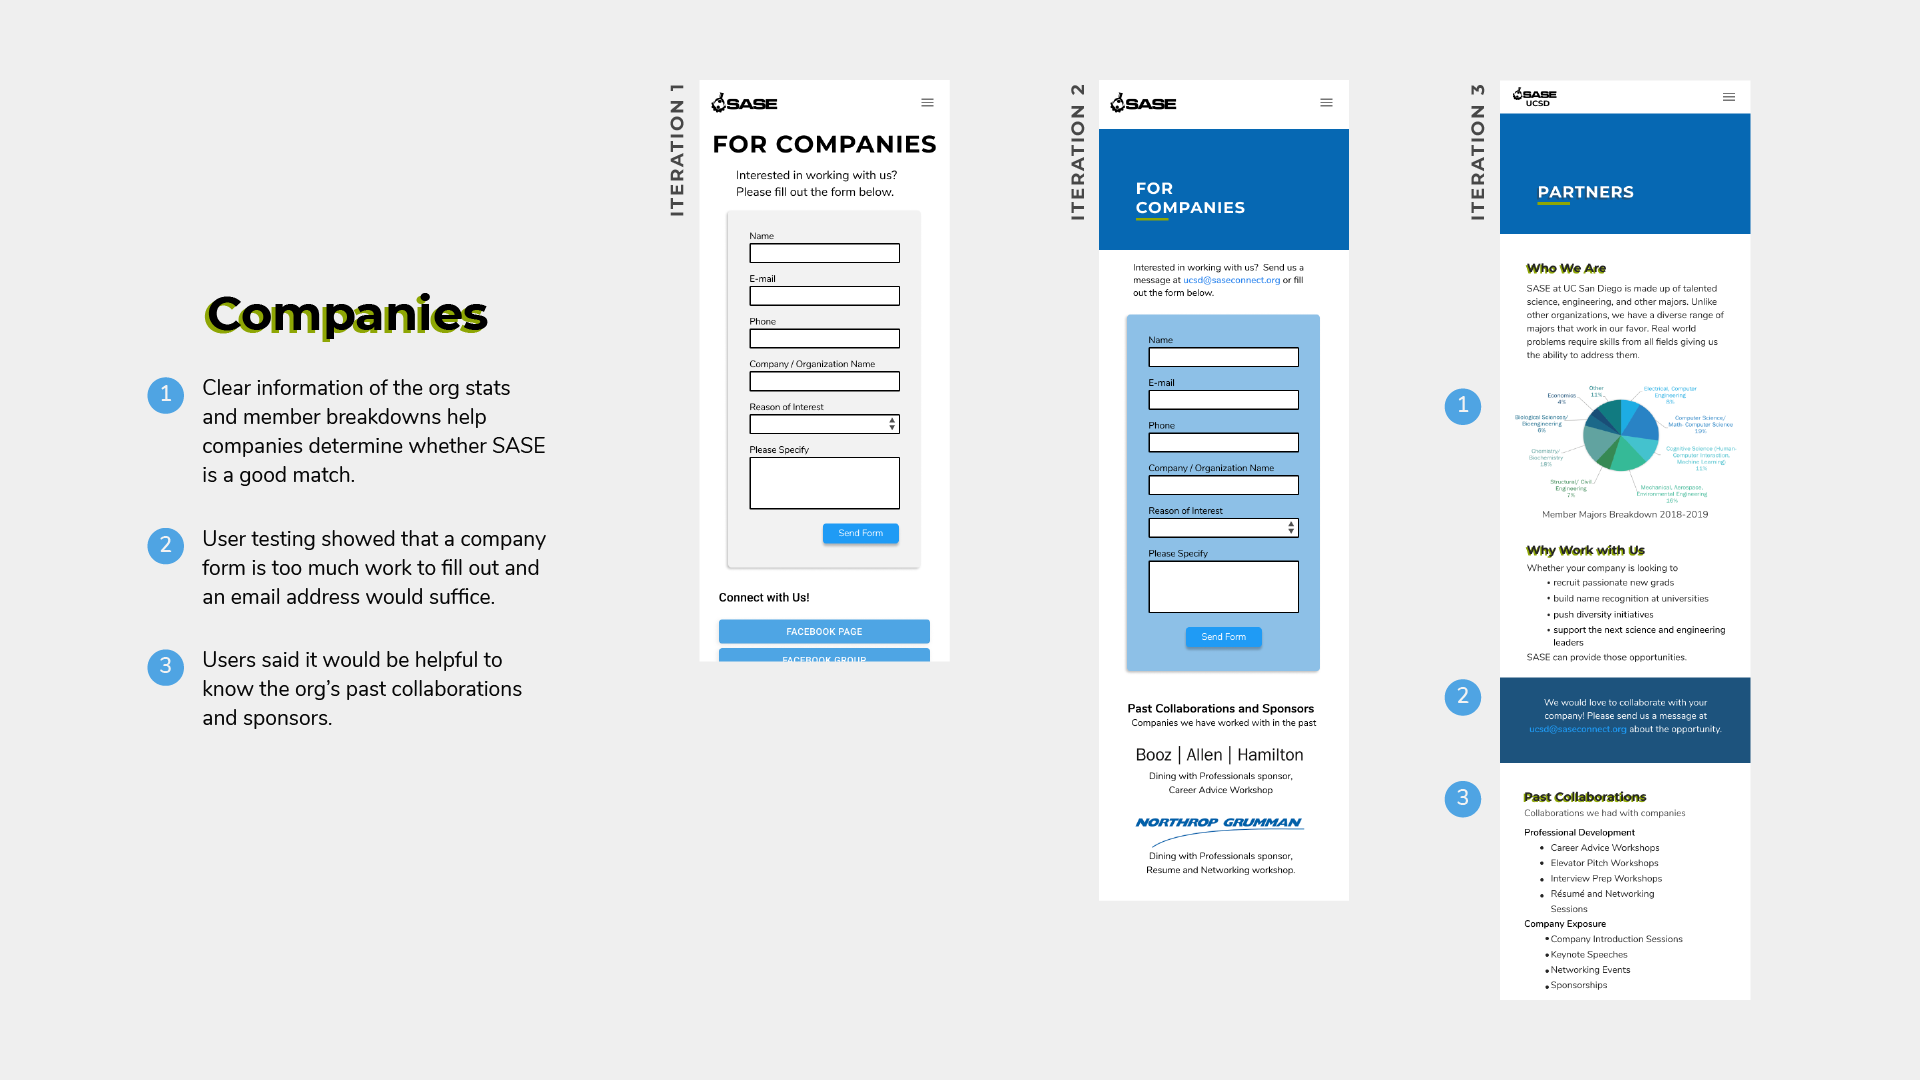 Companies
1
Clear information of the org stats
and member breakdowns help
companies determine whether SASE
is a good match.
2
User testing showed that a company
form is too much work to fill out and
an email address would suffice.
3
Users said it would be helpful to
know the org’s past collaborations
and sponsors.
ITERATION 1
SASE
FOR COMPANIES
Interested in working with us?
Please fill out the form below.
Name
E-mail
Phone
Company / Organization Name
Reason of Interest
Please Specify
Send Form
Connect with Us!
FACEBOOK PAGE
FACEBOOK GROUP
ITERATION 2
SASE
FOR
COMPANIES
Interested in working with us? Send us a
message at ucsd@saseconnect.org or fill
out the form below.
Name
E-mail
Phone
Company / Organization Name
Reason of Interest
Please Specify
Send Form
Past Collaborations and Sponsors
Companies we have worked with in the past
Booz | Allen | Hamilton
Dining with Professionals sponsor,
Career Advice Workshop
NORTHROP GRUMMAN
Dining with Professionals sponsor,
Resume and Networking workshop.
ITERATION 3
SASE
UCSD
PARTNERS
Who We Are
SASE at UC San Diego is made up of talented
science, engineering, and other majors. Unlike
other organizations, we have a diverse range of
majors that work in our favor. Real world
problems require skills from all fields giving us
the ability to address them.
1
Other
11%
Electrical, Computer
Engineering
Economics
4%
Biological Sciences/
Bioengineering
Computer Science/
Math-Computer Science
19%
Chemistry/
Biochemistry
18%
Cognitive Science (Human-
Computer Interaction,
Machine Learning)
11%
Structural/ Civil
Engineering
7%
Mechanical, Aerospace,
Environmental Engineering
Member Majors Breakdown 2018-2019
Why Work with Us
Whether your company is looking to
• recruit passionate new grads
• build name recognition at universities
• push diversity initiatives
• support the next science and engineering
leaders
SASE can provide those opportunities.
2
We would love to collaborate with your
company! Please send us a message at
ucsd@saseconnect.org about the opportunity.
3
Past Collaborations
Collaborations we had with companies
Professional Development
• Career Advice Workshops
• Elevator Pitch Workshops
• Interview Prep Workshops
• Résumé and Networking
Sessions
Company Exposure
• Company Introduction Sessions
• Keynote Speeches
• Networking Events
• Sponsorships